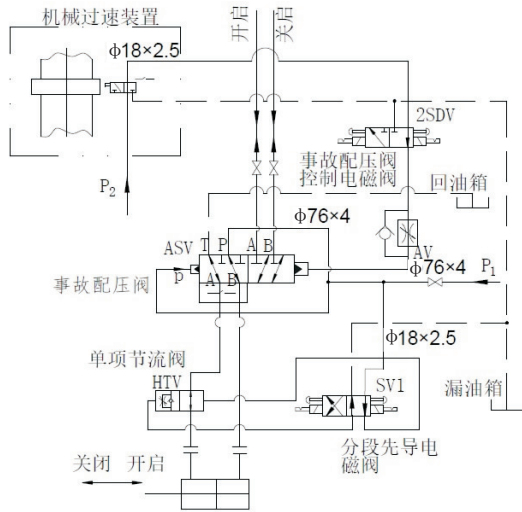 机械过速装置
ϕ18×2.5
开启
关启
2SDV
事故配压阀
控制电磁阀
回油箱
P₂
ϕ76×4
ASV
T
P
A
B
AV
ϕ76×4
P₁
p
A
B
事故配压阀
ϕ18×2.5
单项节流阀
HTV
SV1
漏油箱
分段先导电
磁阀
关闭
开启